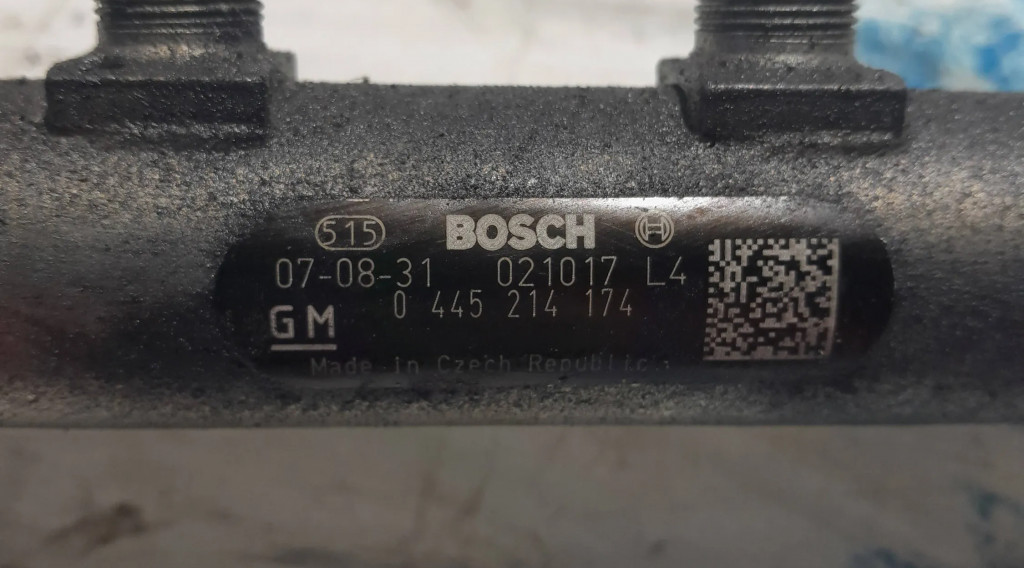 515 BOSCH
07-08-31 021017 L4
0 445 214 174
GM
Made in Czech Republic